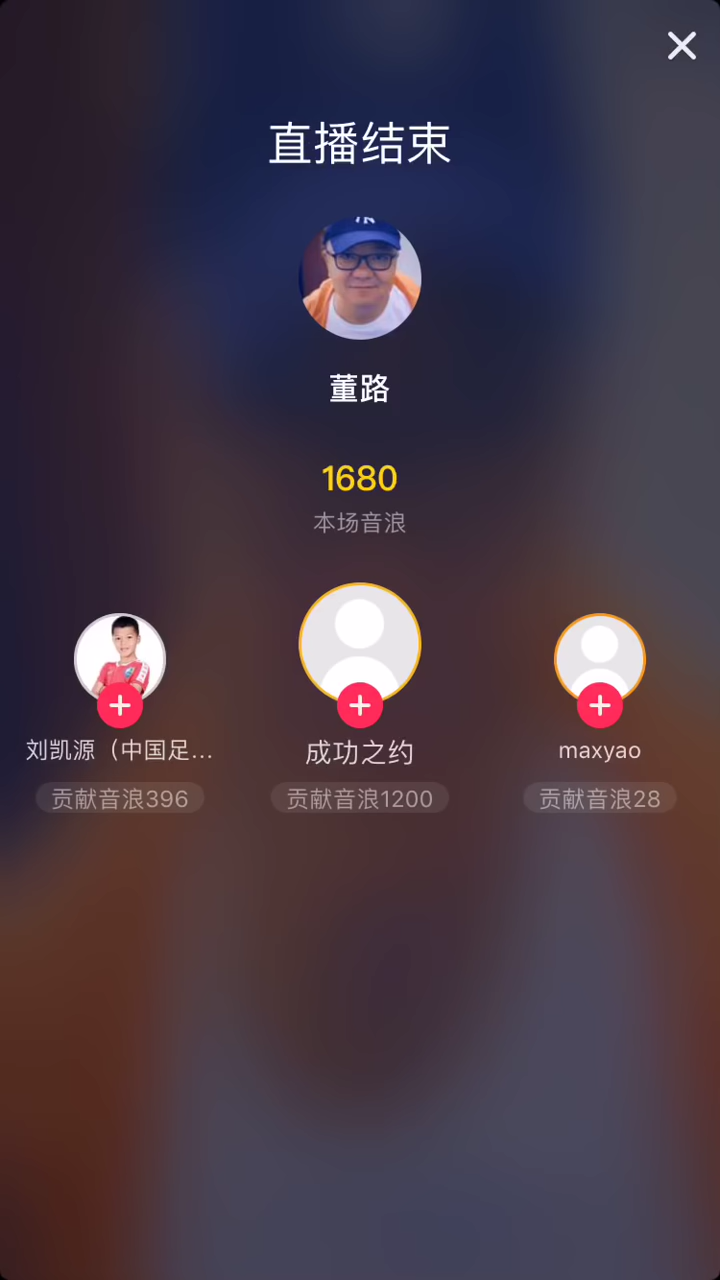 直播结束
董路
1680
本场音浪
刘凯源（中国足...
成功之约
maxyao
贡献音浪396
贡献音浪1200
贡献音浪28